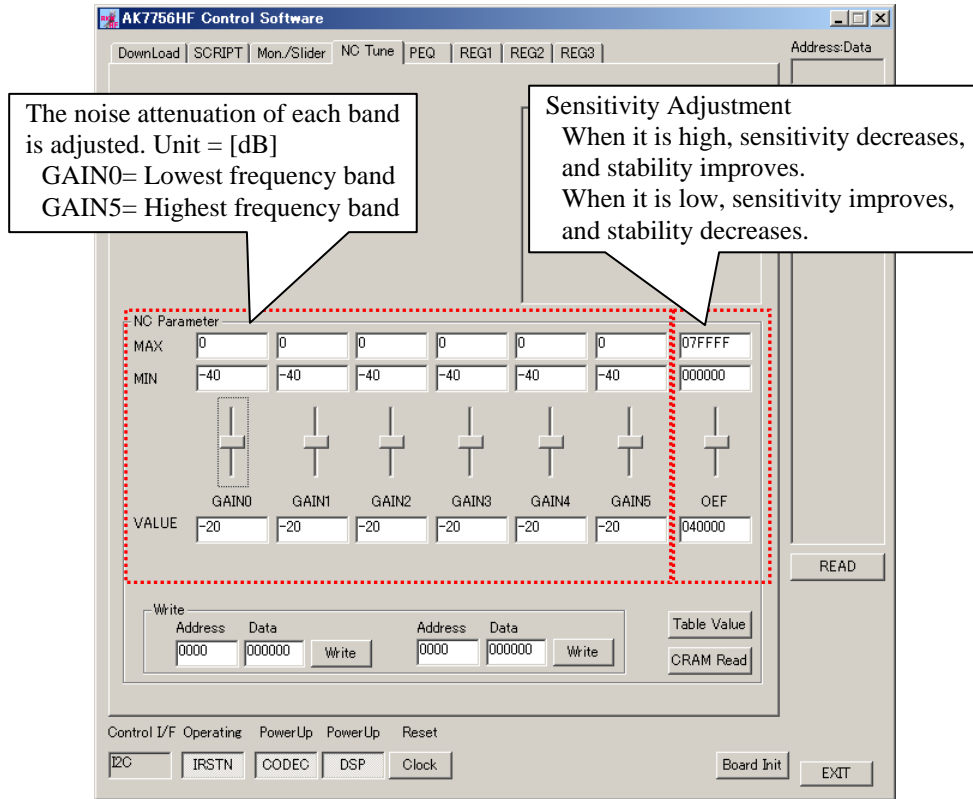 AK7756HF Control Software
DownLoad SCRIPT Mon./Slider NC Tune PEQ REG1 REG2 REG3
Address:Data
The noise attenuation of each band
is adjusted. Unit = [dB]
GAIN0= Lowest frequency band
GAIN5= Highest frequency band
Sensitivity Adjustment
When it is high, sensitivity decreases,
and stability improves.
When it is low, sensitivity improves,
and stability decreases.
NC Parameter
MAX 0 0 0 0 0 0 07FFFF
MIN -40 -40 -40 -40 -40 -40 000000
GAIN0 GAIN1 GAIN2 GAIN3 GAIN4 GAIN5 OEF
VALUE -20 -20 -20 -20 -20 -20 040000
READ
Write
Address Data Address Data
0000 000000 Write 0000 000000 Write
Table Value
CRAM Read
Control I/F Operating PowerUp PowerUp Reset
I2C IRSTN CODEC DSP Clock
Board Init
EXIT